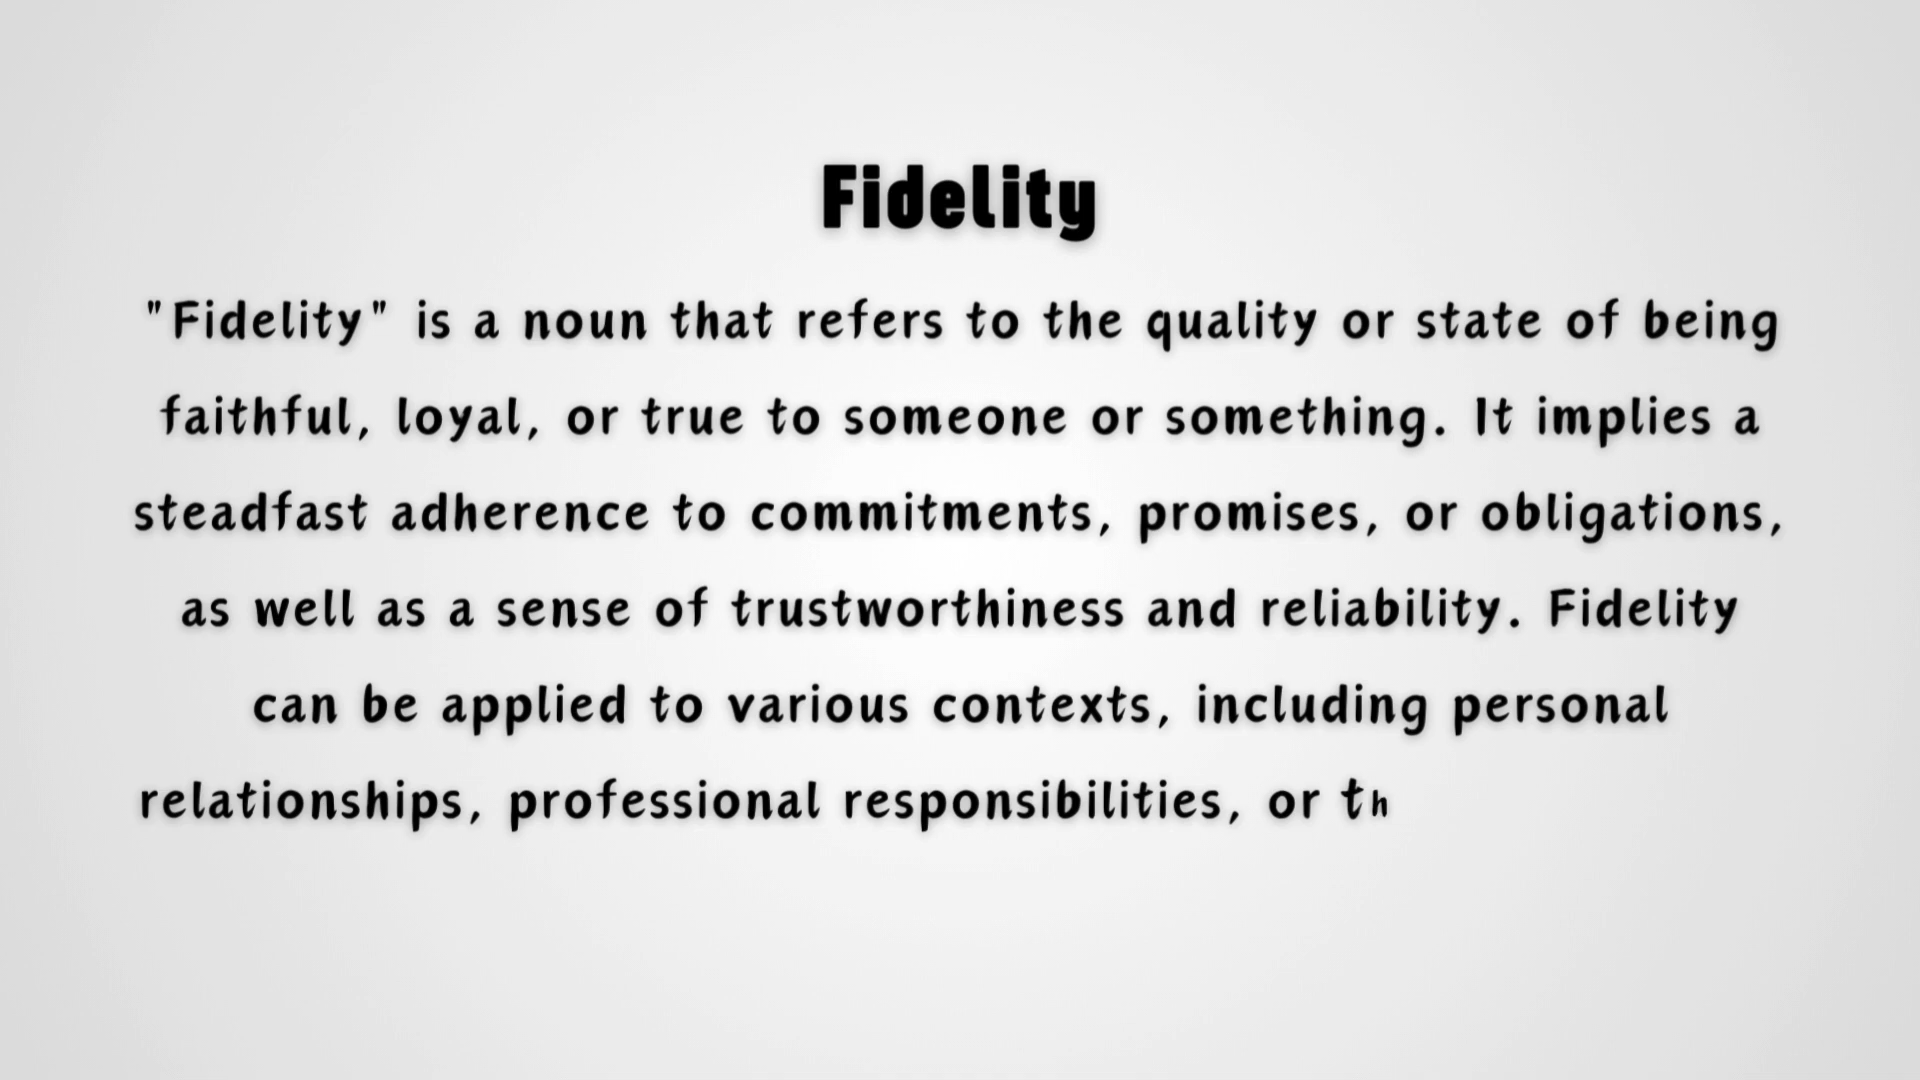 Fidelity
"Fidelity" is a noun that refers to the quality or state of being
faithful, loyal, or true to someone or something. It implies a
steadfast adherence to commitments, promises, or obligations,
as well as a sense of trustworthiness and reliability. Fidelity
can be applied to various contexts, including personal
relationships, professional responsibilities, or th